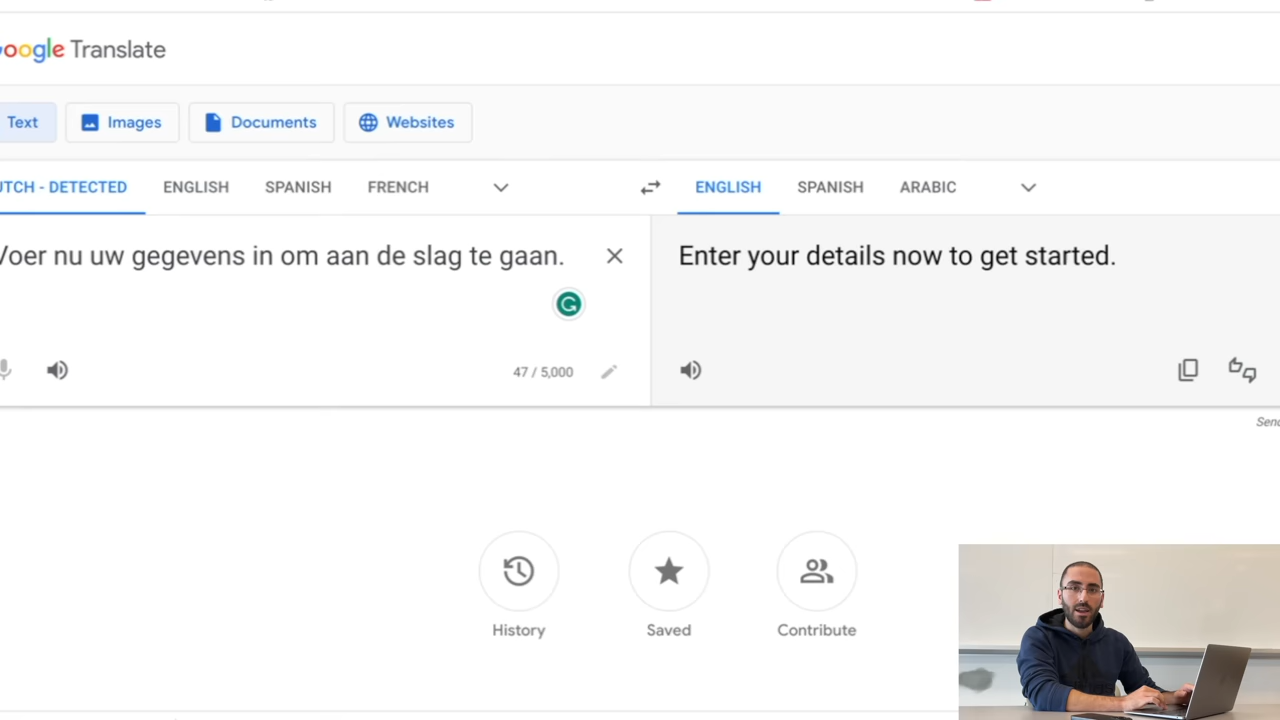 oogle Translate
Text Images Documents Websites
UTCH - DETECTED ENGLISH SPANISH FRENCH ENGLISH SPANISH ARABIC
Voer nu uw gegevens in om aan de slag te gaan. Enter your details now to get started.
47 / 5,000
Send
History Saved Contribute